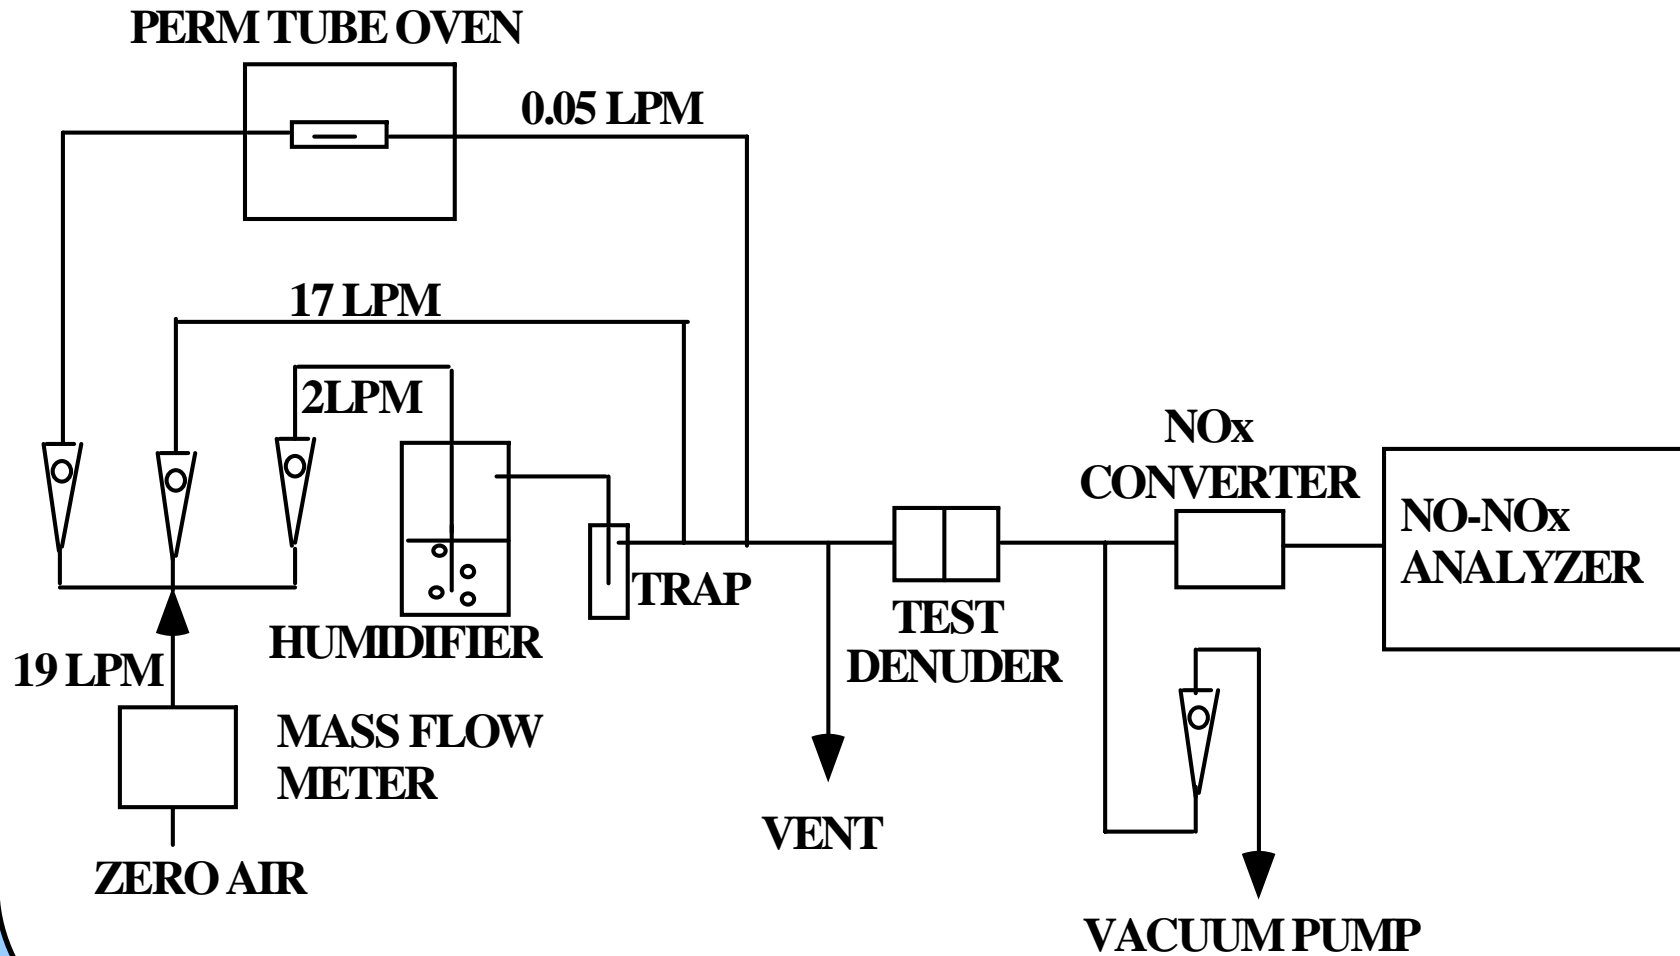 PERM TUBE OVEN
0.05 LPM
17 LPM
2LPM
NOx
CONVERTER
NO-NOx
ANALYZER
TRAP
TEST
DENUDER
HUMIDIFIER
19 LPM
MASS FLOW
METER
VENT
ZERO AIR
VACUUM PUMP